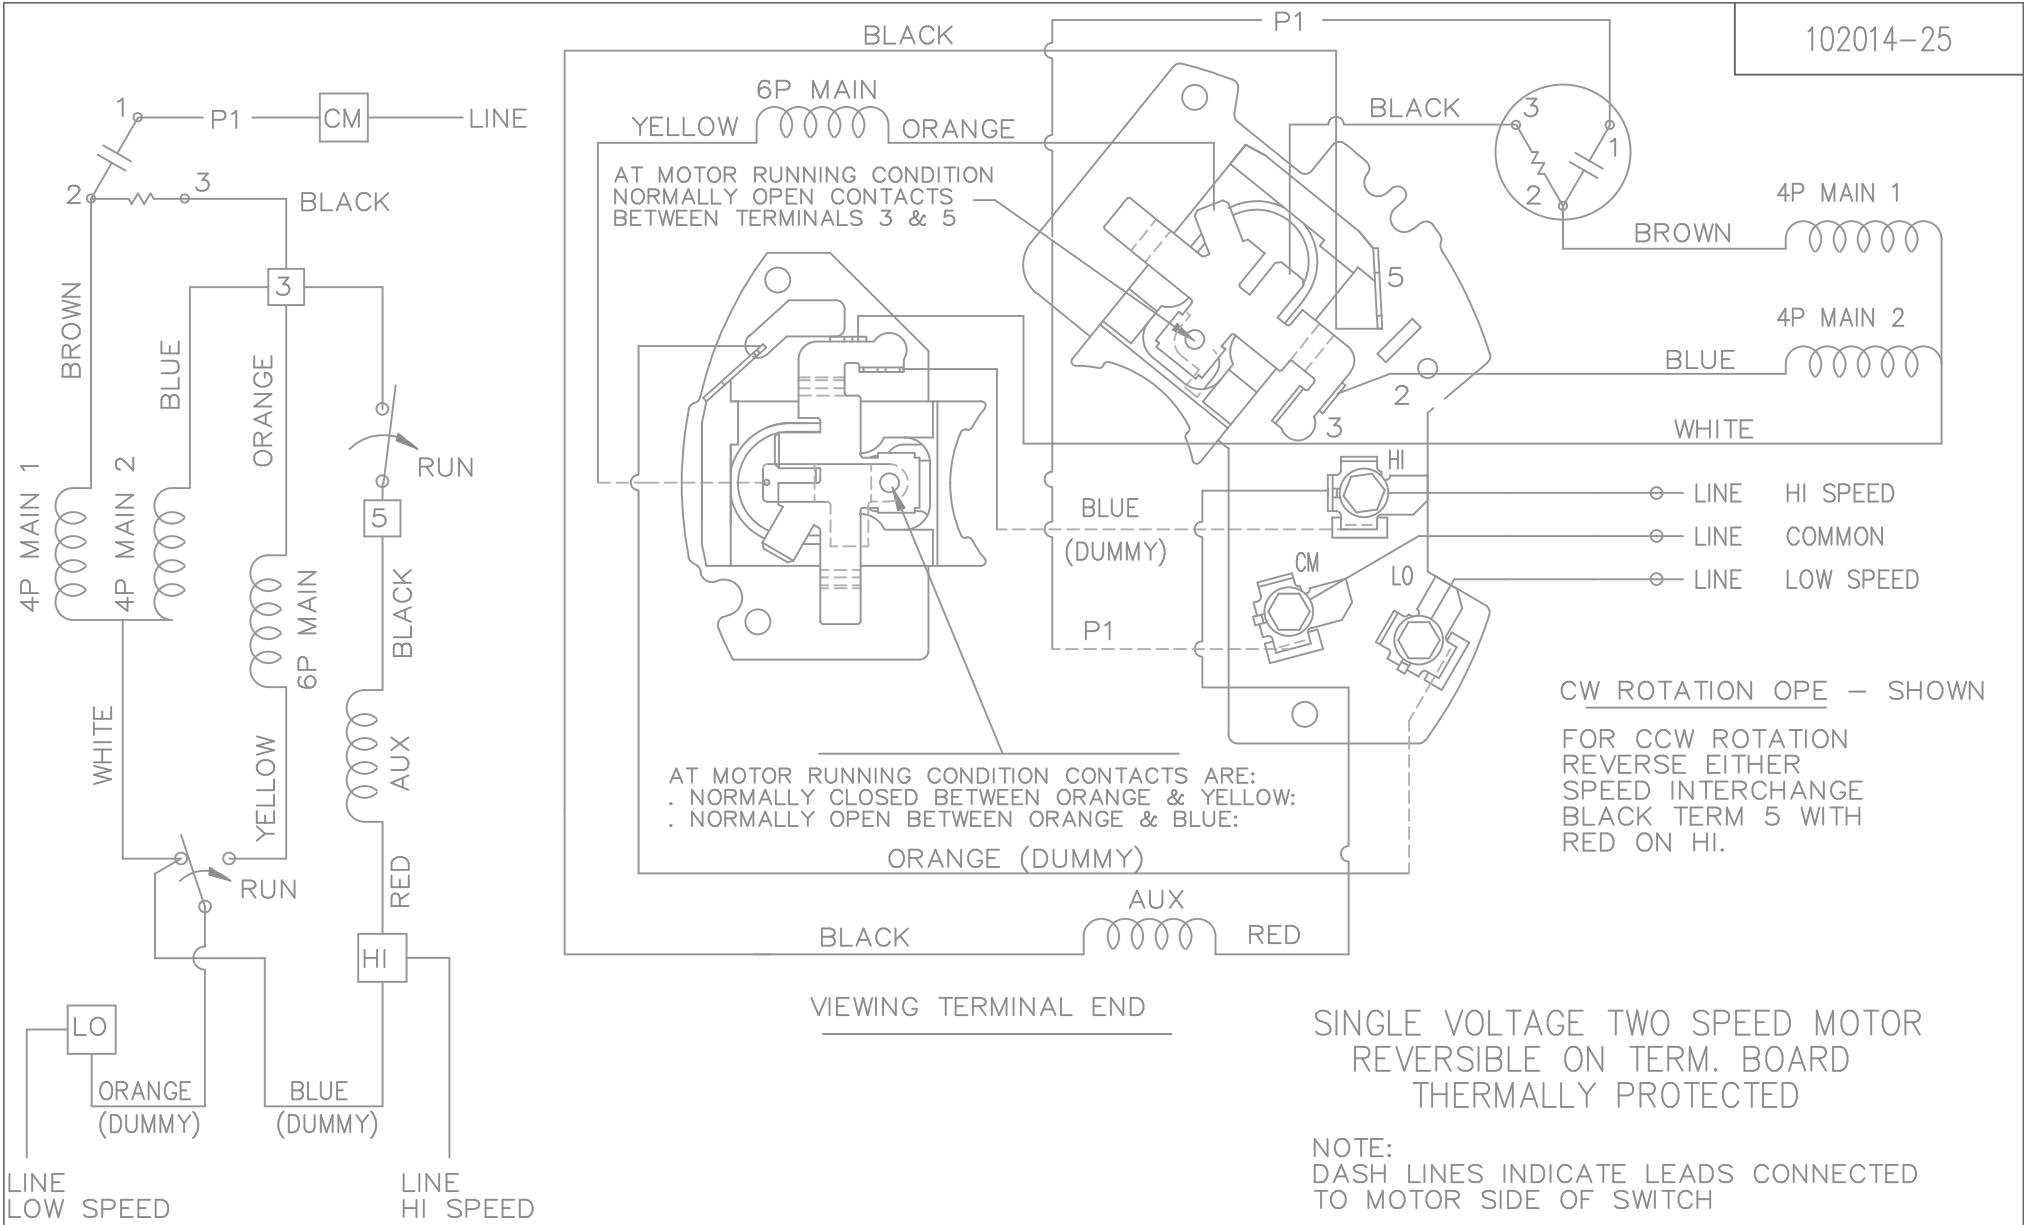 102014-25
1
P1
CM
LINE
2
3
BLACK
3
BROWN
BLUE
ORANGE
RUN
5
4P MAIN 1
4P MAIN 2
6P MAIN
BLACK
AUX
WHITE
YELLOW
RED
RUN
HI
LO
ORANGE
(DUMMY)
BLUE
(DUMMY)
LINE
LOW SPEED
LINE
HI SPEED
BLACK
P1
6P MAIN
YELLOW
ORANGE
AT MOTOR RUNNING CONDITION
NORMALLY OPEN CONTACTS
BETWEEN TERMINALS 3 & 5
BLACK
3
1
2
4P MAIN 1
BROWN
5
4P MAIN 2
BLUE
2
3
WHITE
HI
BLUE
(DUMMY)
LINE HI SPEED
LINE COMMON
LINE LOW SPEED
CM
LO
P1
CW ROTATION OPE - SHOWN
FOR CCW ROTATION
REVERSE EITHER
SPEED INTERCHANGE
BLACK TERM 5 WITH
RED ON HI.
AT MOTOR RUNNING CONDITION CONTACTS ARE:
. NORMALLY CLOSED BETWEEN ORANGE & YELLOW:
. NORMALLY OPEN BETWEEN ORANGE & BLUE:
ORANGE (DUMMY)
AUX
BLACK
RED
VIEWING TERMINAL END
SINGLE VOLTAGE TWO SPEED MOTOR
REVERSIBLE ON TERM. BOARD
THERMALLY PROTECTED
NOTE:
DASH LINES INDICATE LEADS CONNECTED
TO MOTOR SIDE OF SWITCH